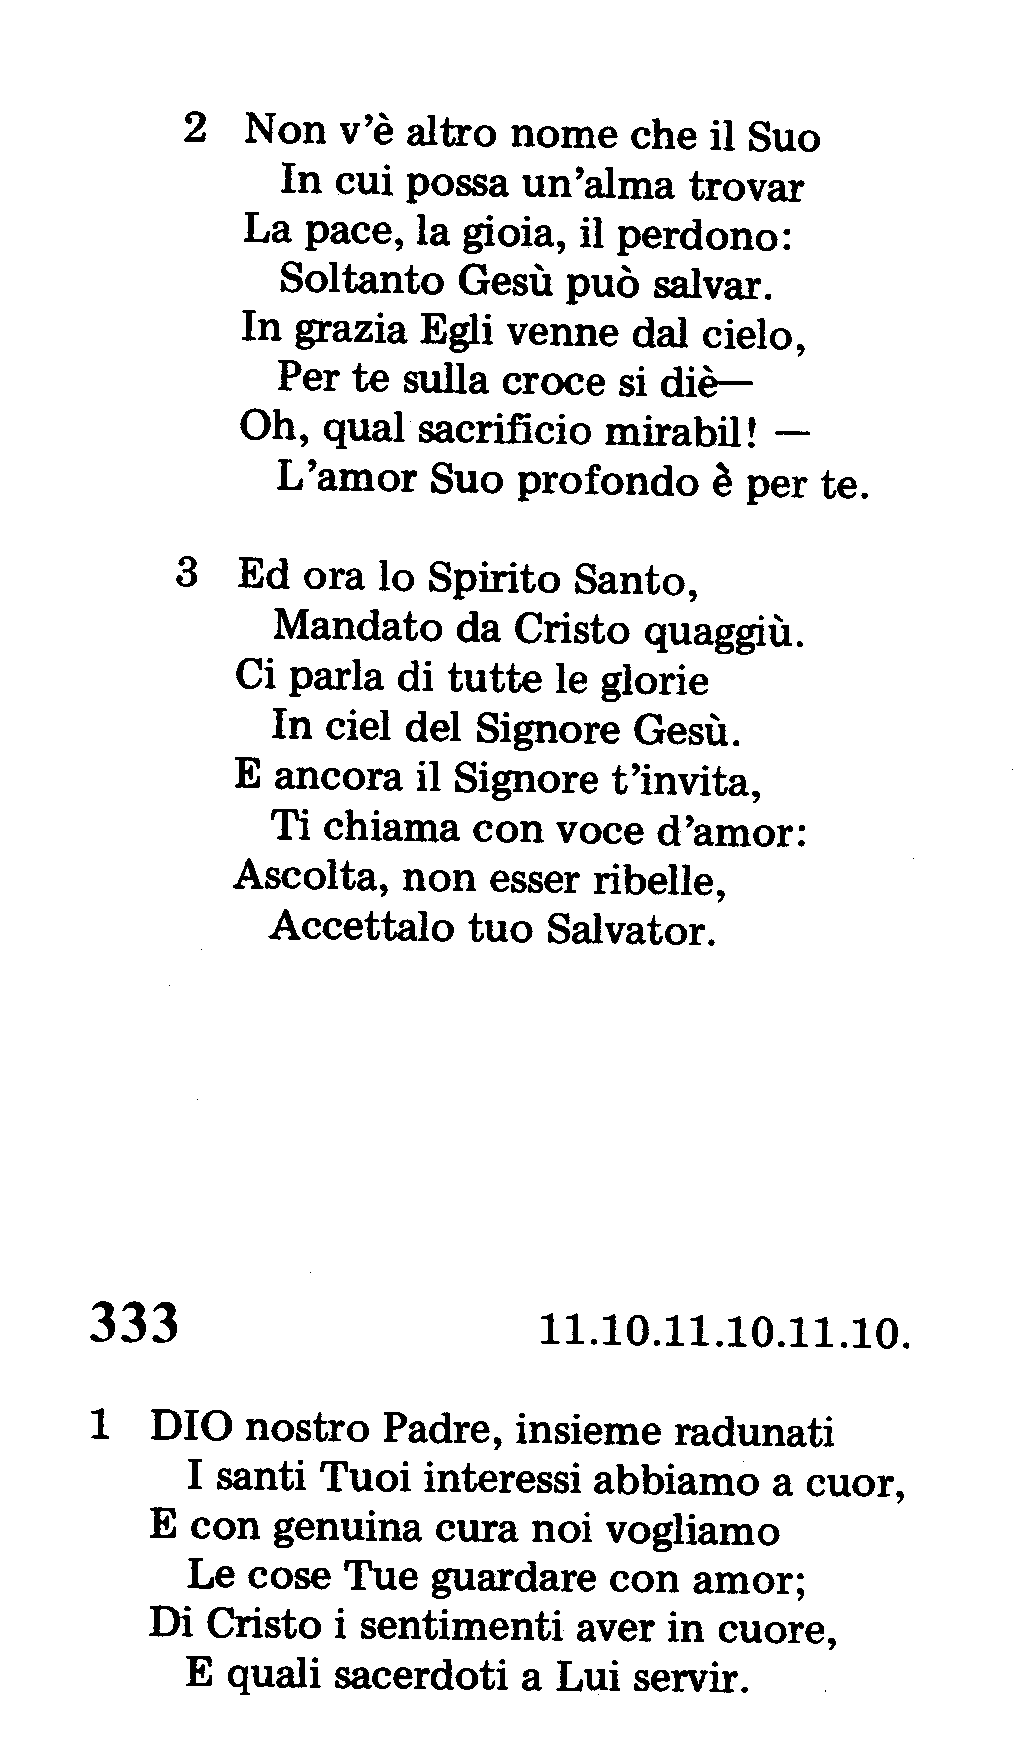 2 Non v'è altro nome che il Suo
In cui possa un'alma trovar
La pace, la gioia, il perdono:
Soltanto Gesù può salvar.
In grazia Egli venne dal cielo,
Per te sulla croce si diè—
Oh, qual sacrificio mirabil! —
L'amor Suo profondo è per te.
3 Ed ora lo Spirito Santo,
Mandato da Cristo quaggiù.
Ci parla di tutte le glorie
In ciel del Signore Gesù.
E ancora il Signore t'invita,
Ti chiama con voce d'amor:
Ascolta, non esser ribelle,
Accettalo tuo Salvator.
333 11.10.11.10.11.10.
1 DIO nostro Padre, insieme radunati
I santi Tuoi interessi abbiamo a cuor,
E con genuina cura noi vogliamo
Le cose Tue guardare con amor;
Di Cristo i sentimenti aver in cuore,
E quali sacerdoti a Lui servir.